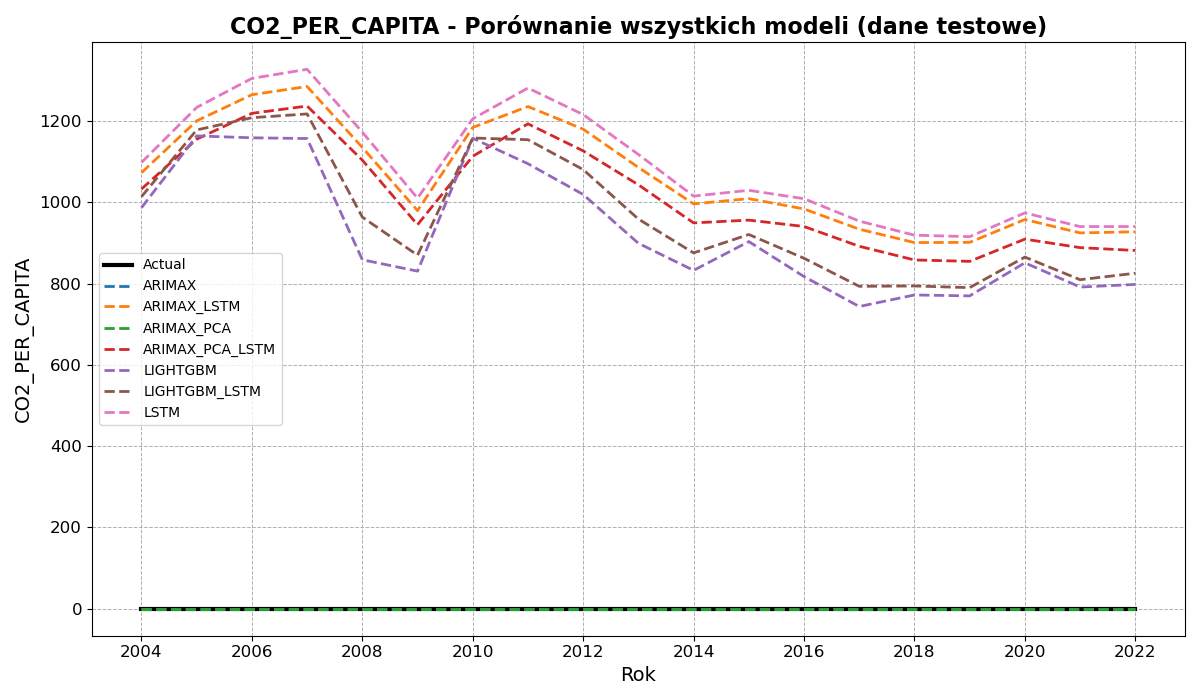 CO2_PER_CAPITA - Porównanie wszystkich modeli (dane testowe)
CO2_PER_CAPITA
1200
1000
800
600
400
200
0
Actual
ARIMAX
ARIMAX_LSTM
ARIMAX_PCA
ARIMAX_PCA_LSTM
LIGHTGBM
LIGHTGBM_LSTM
LSTM
2004 2006 2008 2010 2012 2014 2016 2018 2020 2022
Rok